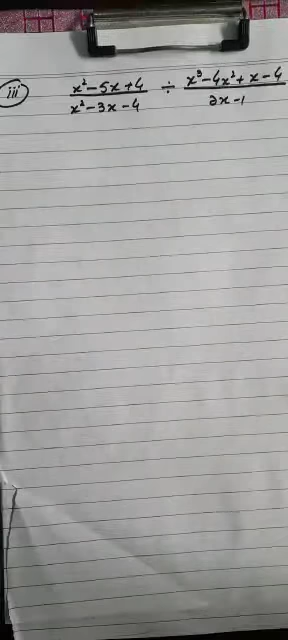 iii x² - 5x + 4 / x² - 3x - 4 ÷ x³ - 4x² + x - 4 / 2x - 1